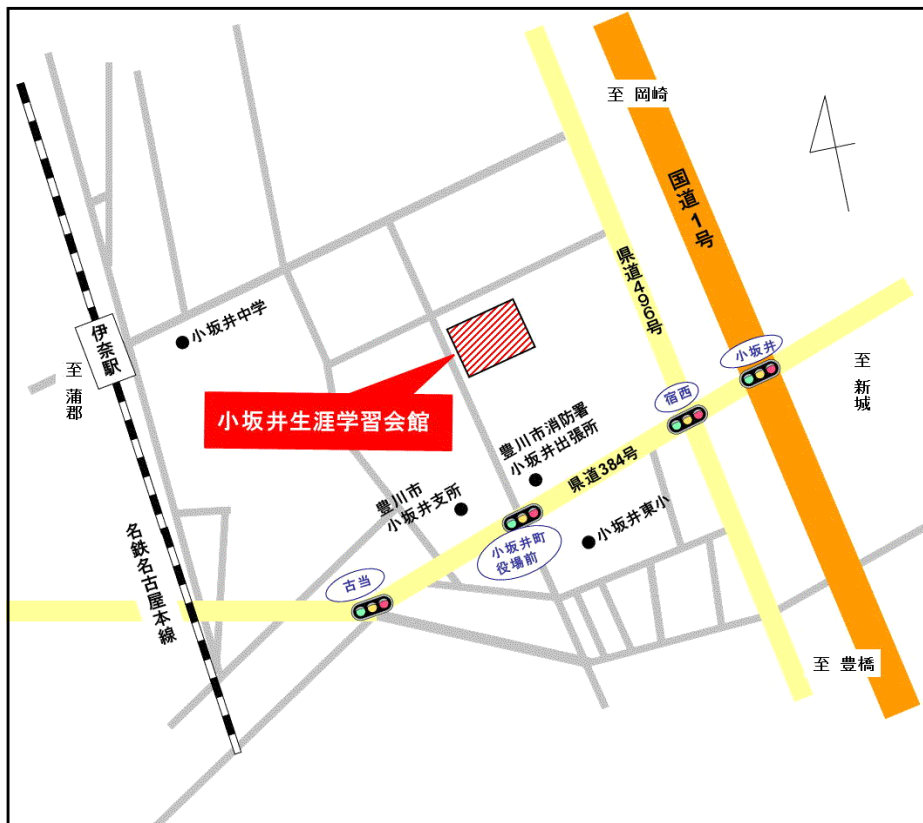 至 岡崎
国道1号
県道496号
小坂井中学
伊奈駅
至 蒲郡
小坂井
宿西
至 新城
小坂井生涯学習会館
豊川市消防署
小坂井出張所
県道384号
豊川市
小坂井支所
小坂井町
役場前
小坂井東小
名鉄名古屋本線
古当
至 豊橋